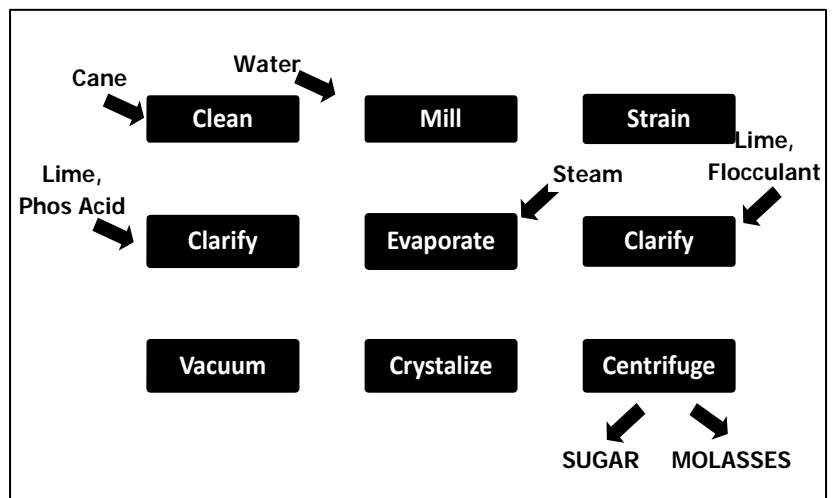 Cane
Water
Clean
Mill
Strain
Lime,
Phos Acid
Steam
Lime,
Flocculant
Clarify
Evaporate
Clarify
Vacuum
Crystalize
Centrifuge
SUGAR
MOLASSES